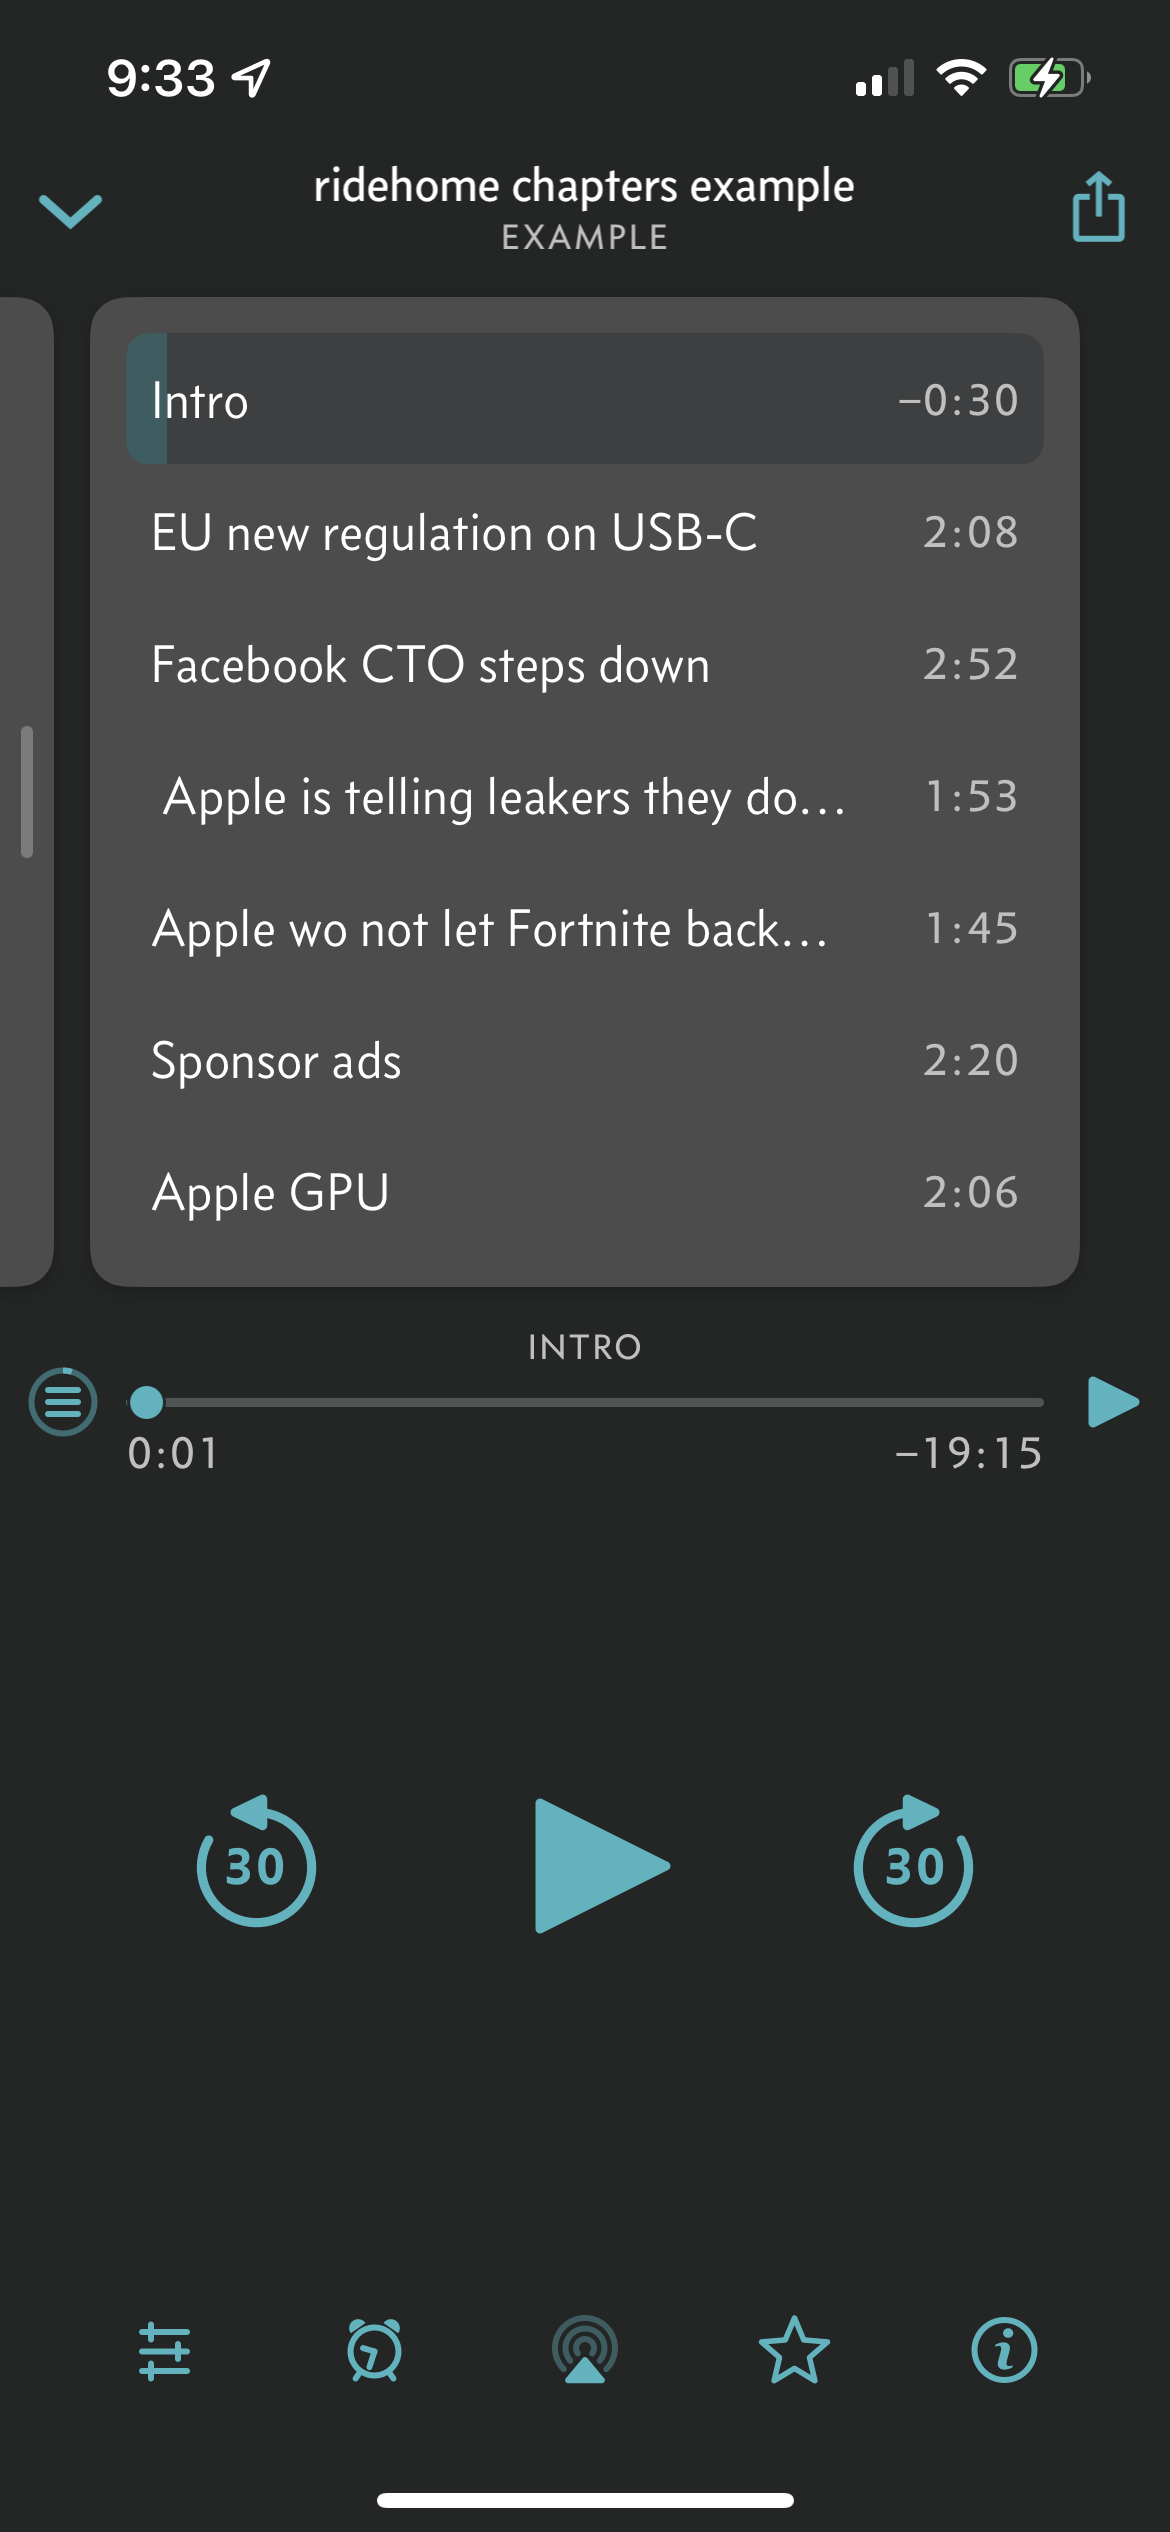 9:33
ridehome chapters example
EXAMPLE
Intro −0:30
EU new regulation on USB-C 2:08
Facebook CTO steps down 2:52
Apple is telling leakers they do... 1:53
Apple wo not let Fortnite back... 1:45
Sponsor ads 2:20
Apple GPU 2:06
INTRO
0:01 −19:15
30 30